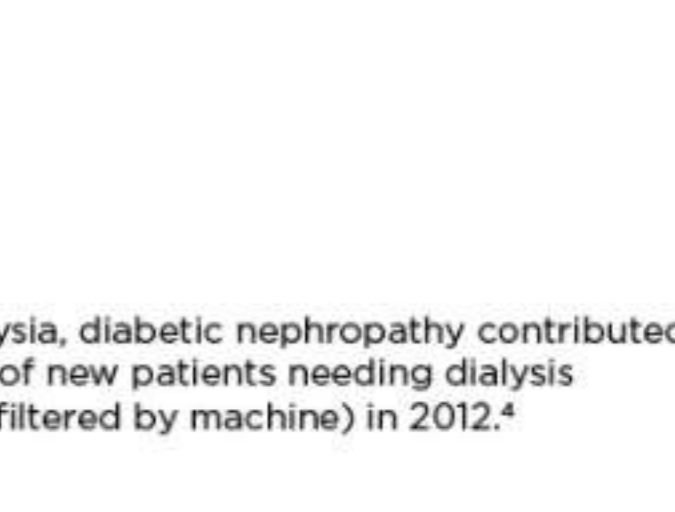 ysia, diabetic nephropathy contributed
of new patients needing dialysis
filtered by machine) in 2012.⁴